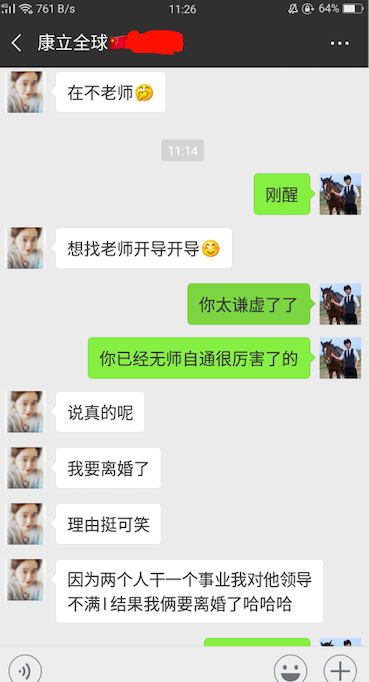 761 B/s 11:26 64%
康立全球
在不老师
11:14
刚醒
想找老师开导开导
你太谦虚了了
你已经无师自通很厉害了的
说真的呢
我要离婚了
理由挺可笑
因为两个人干一个事业我对他领导
不满!结果我俩要离婚了哈哈哈